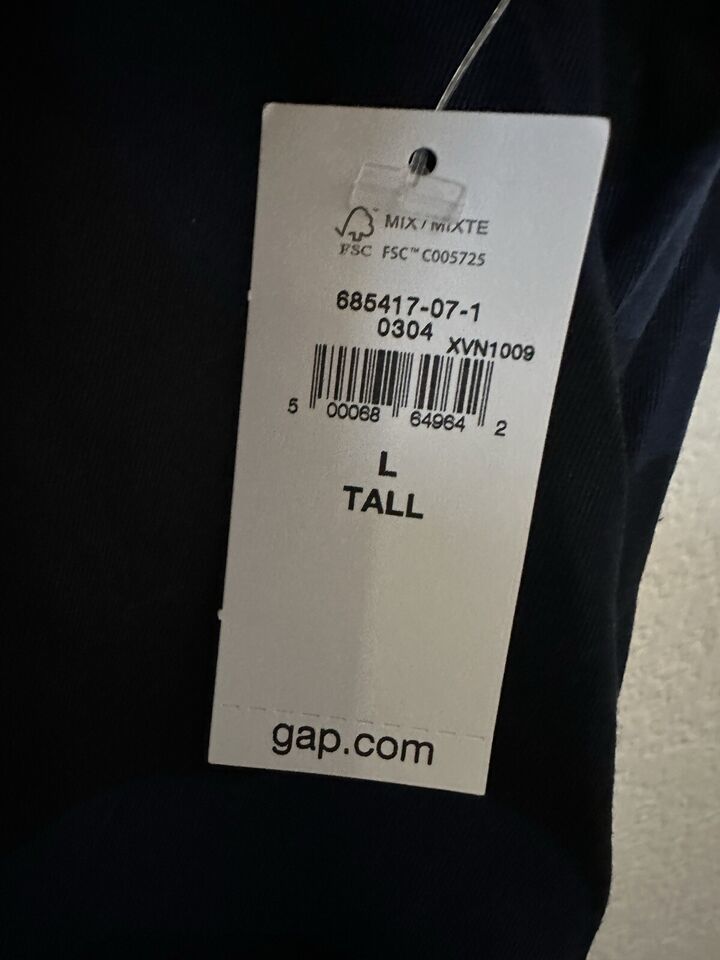 MIX / MIXTE
FSC FSC™ C005725
685417-07-1
0304 XVN1009
5 00068 64964 2
L
TALL
gap.com